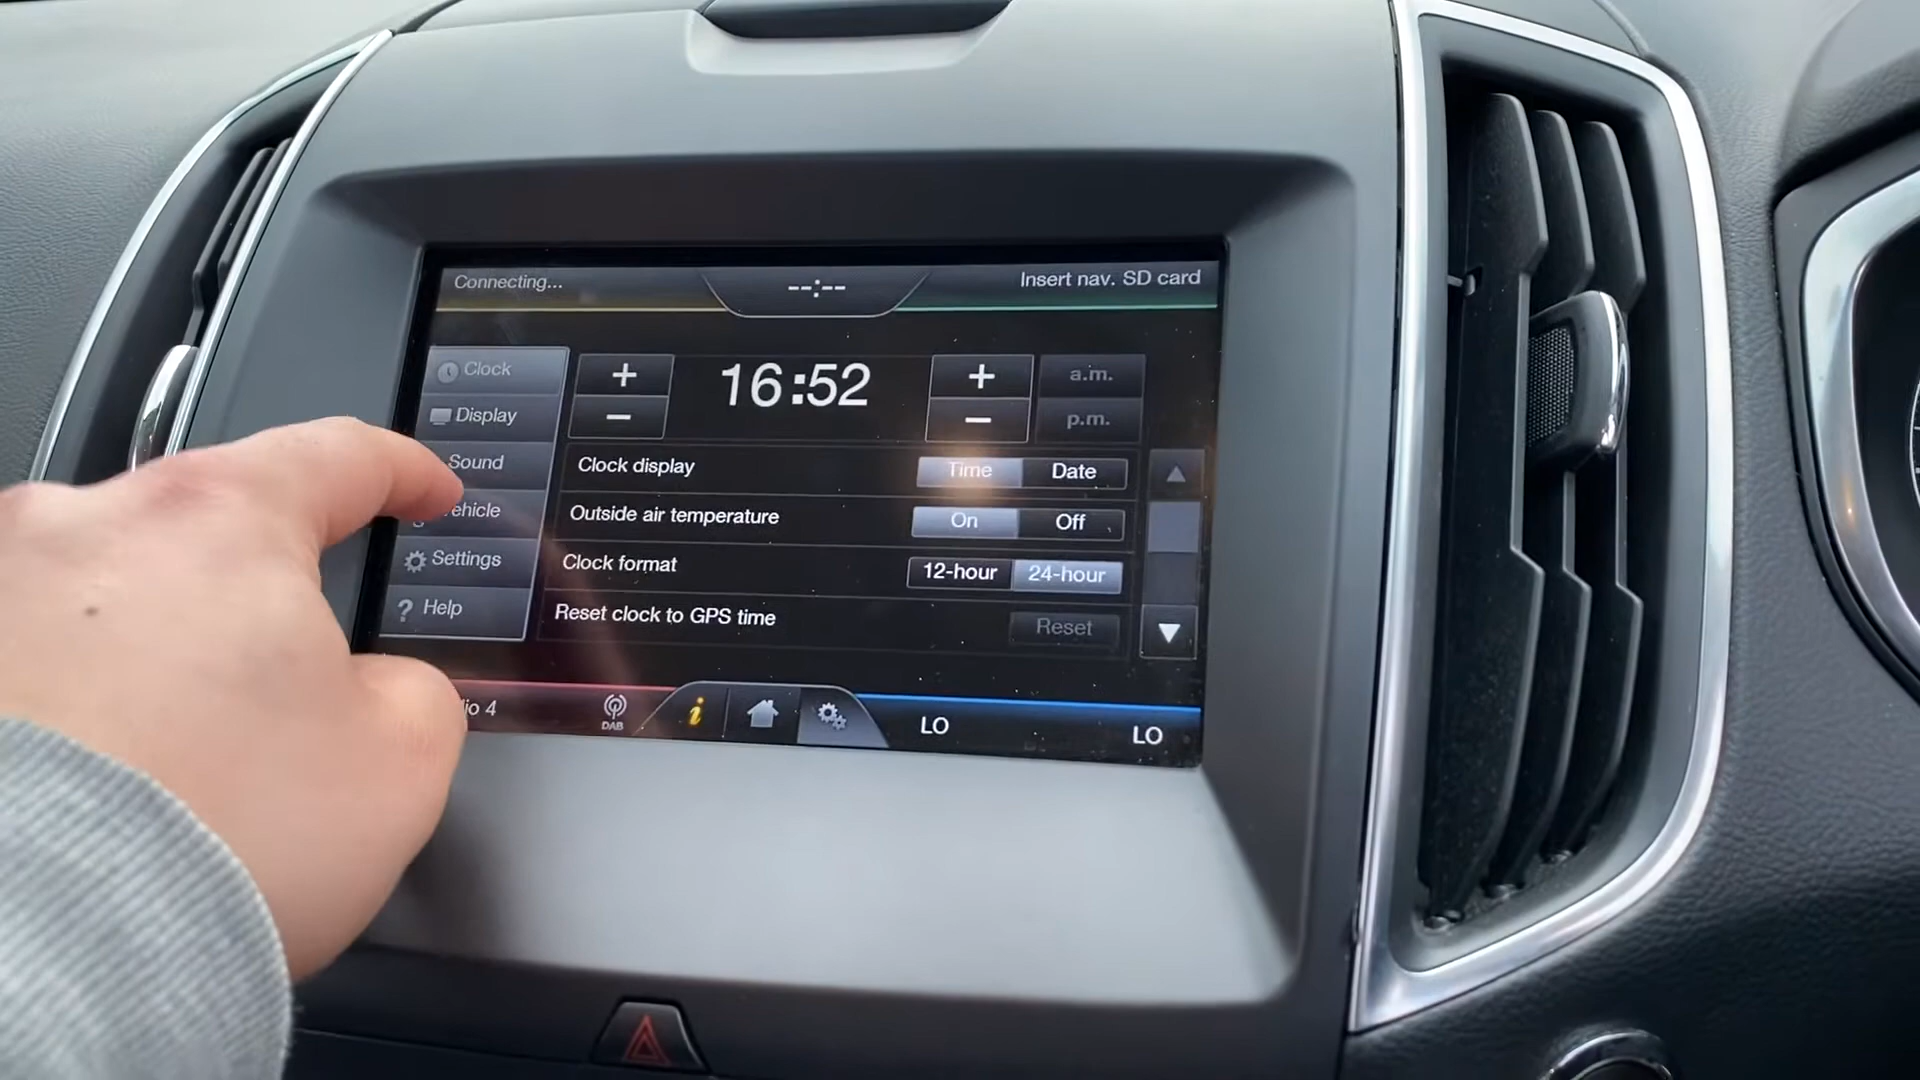 Connecting... --:-- Insert nav. SD card
Clock + 16:52 + a.m.
Display − − p.m.
Sound Clock display Time Date
ehicle Outside air temperature On Off
Settings Clock format 12-hour 24-hour
? Help Reset clock to GPS time Reset
io 4 DAB i LO LO